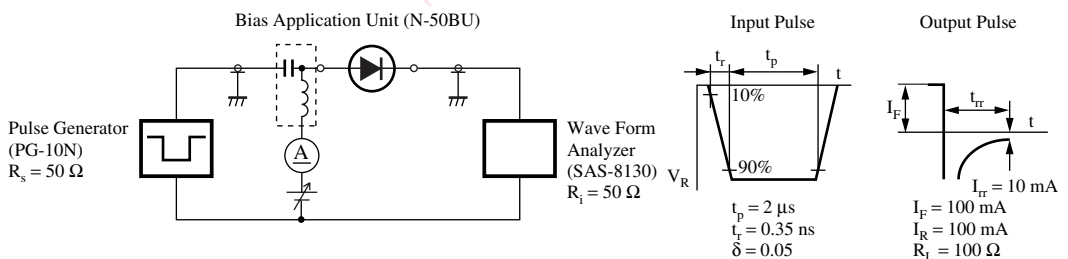 Bias Application Unit (N-50BU)
Pulse Generator
(PG-10N)
Rs = 50 Ω
A
Wave Form
Analyzer
(SAS-8130)
Ri = 50 Ω
Input Pulse
tr
tp
t
10%
90%
VR
tp = 2 μs
tr = 0.35 ns
δ = 0.05
Output Pulse
IF
trr
t
Irr = 10 mA
IF = 100 mA
IR = 100 mA
RL = 100 Ω